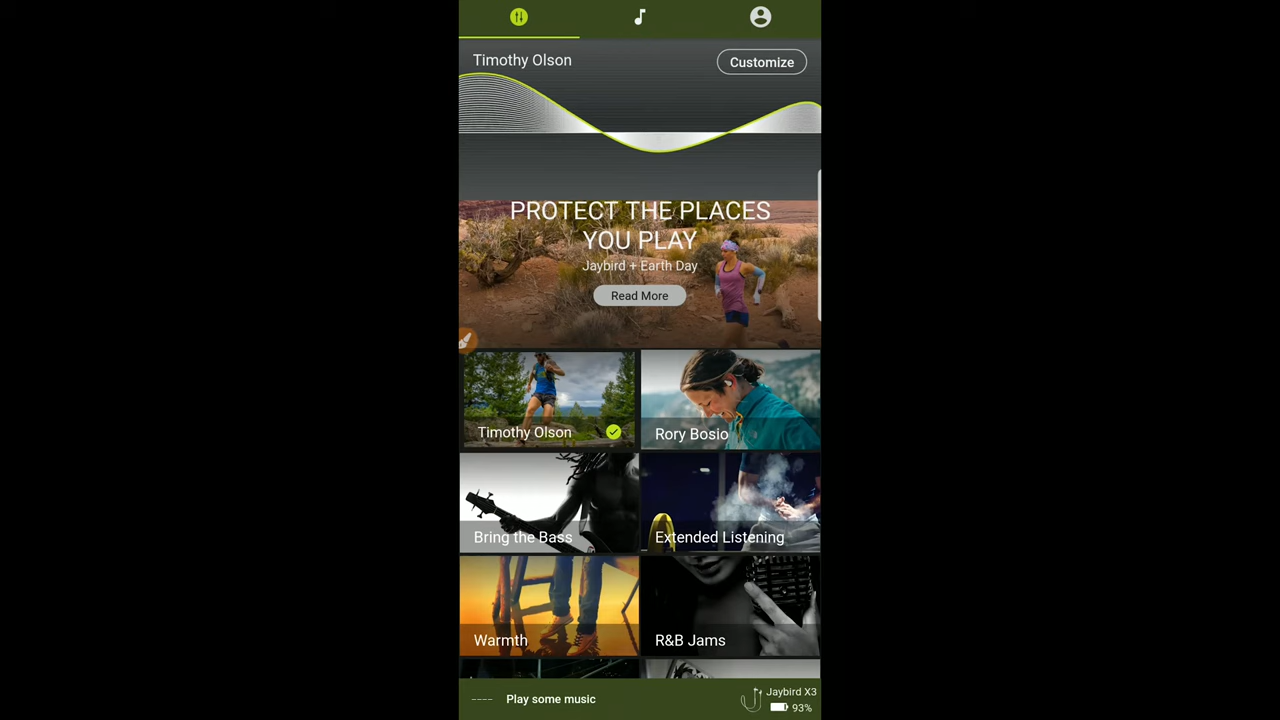 Timothy Olson
Customize
PROTECT THE PLACES
YOU PLAY
Jaybird + Earth Day
Read More
Timothy Olson
Rory Bosio
Bring the Bass
Extended Listening
Warmth
R&B Jams
Play some music
Jaybird X3
93%